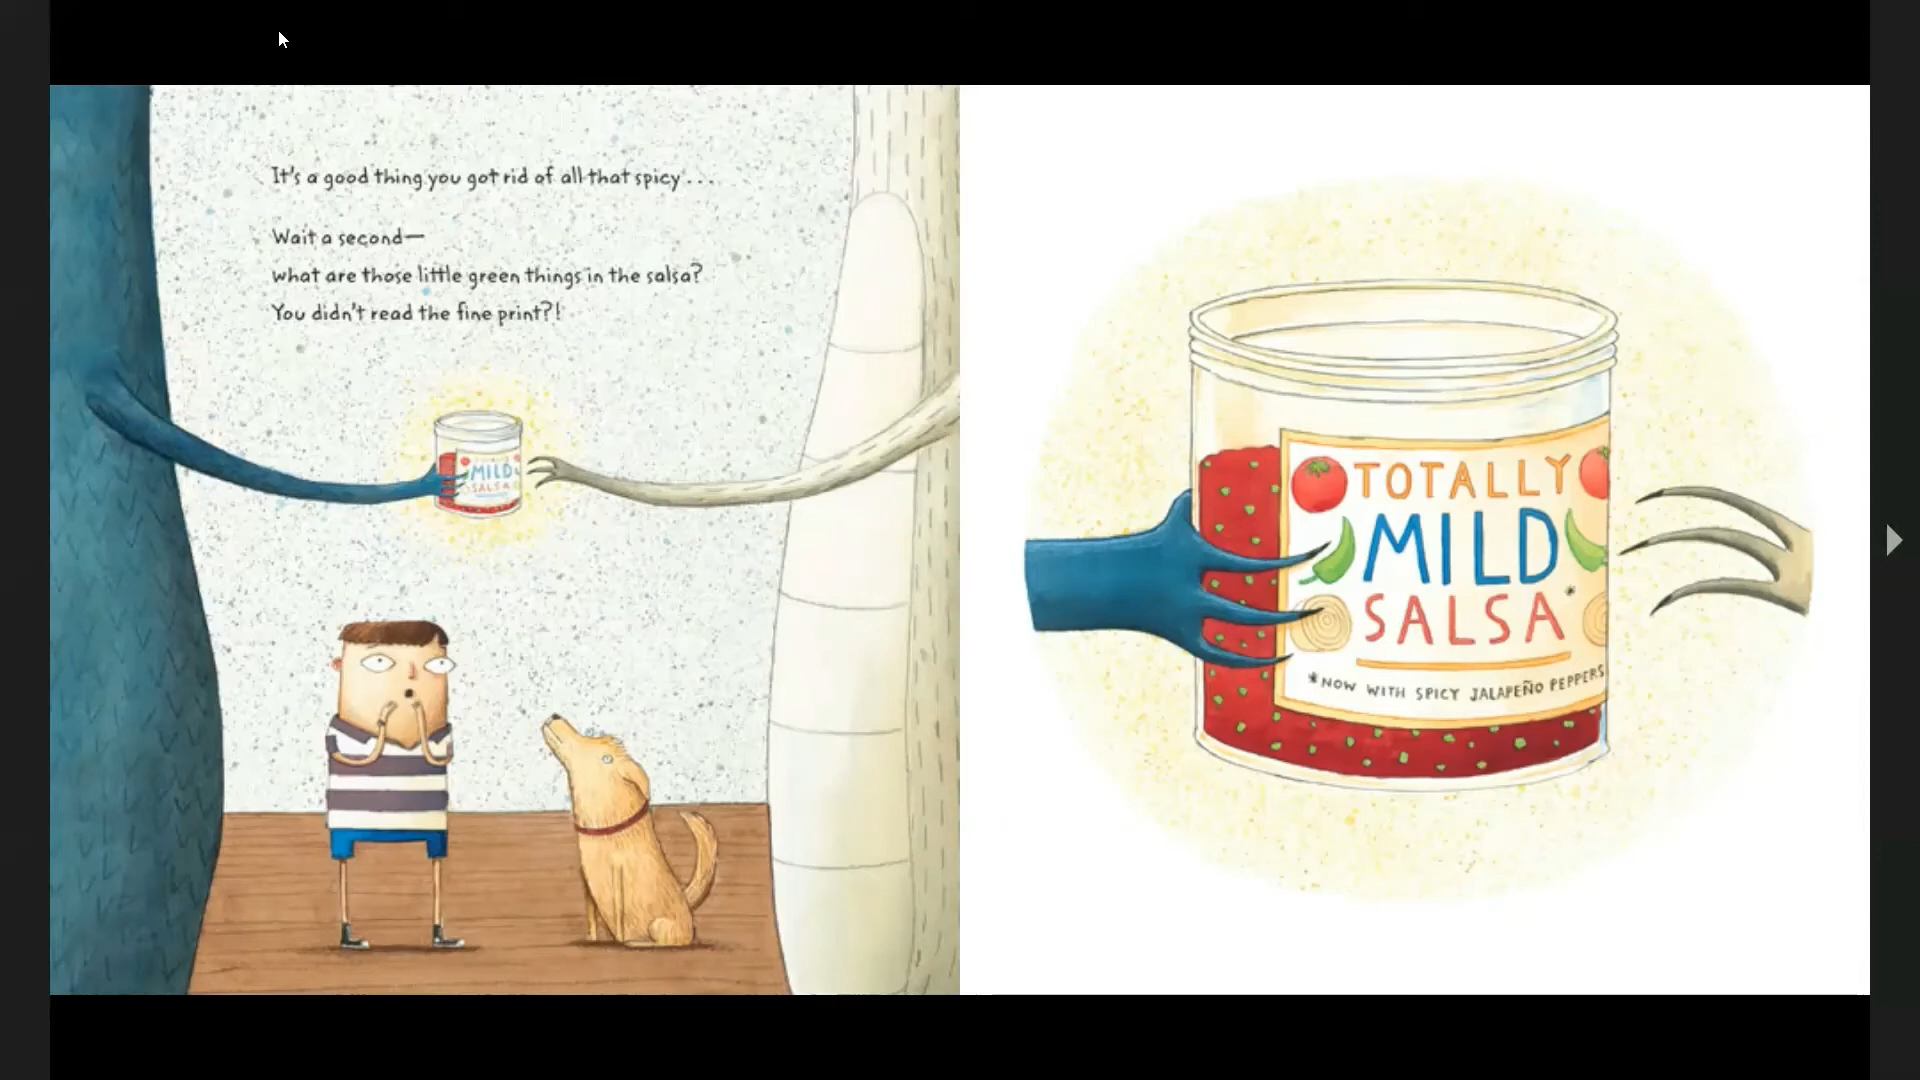 It's a good thing you got rid of all that spicy . . .
Wait a second—
what are those little green things in the salsa?
You didn't read the fine print?!
MILD
SALSA
TOTALLY
MILD
SALSA*
*NOW WITH SPICY JALAPEÑO PEPPERS